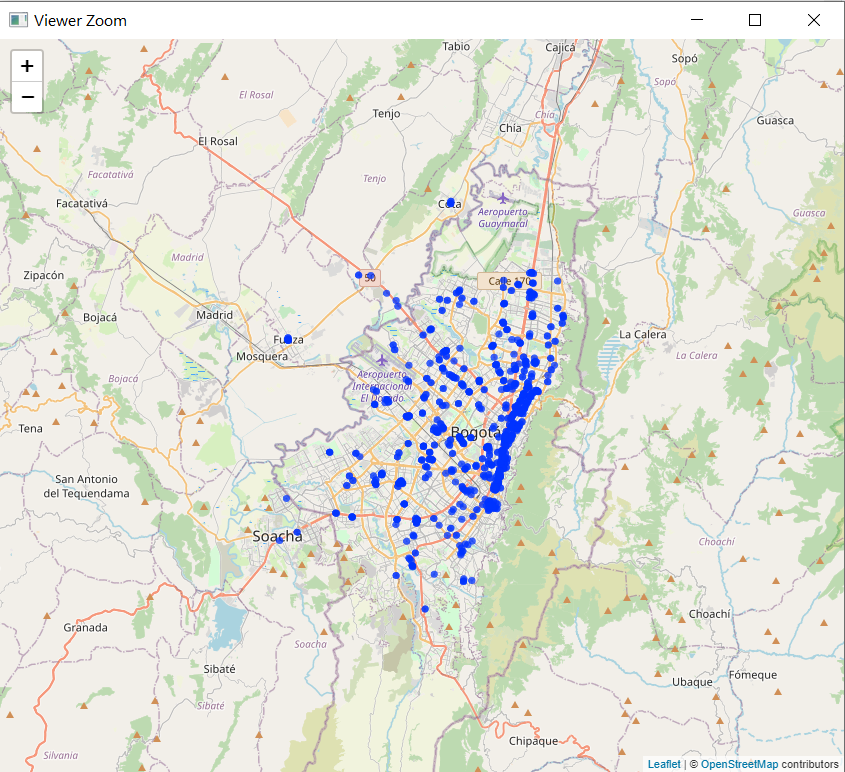 Viewer Zoom
+
−
Tabio
Cajicá
Sopó
Sopó
El Rosal
Tenjo
Chía
Chía
Guasca
El Rosal
Facatativá
Tenjo
Facatativá
Cota
Aeropuerto
Guaymaral
Guasca
Madrid
Zipacón
50
Calle 170
Bojacá
Madrid
Funza
Mosquera
La Calera
La Calera
Bojacá
Aeropuerto
Internacional
El Dorado
Tena
Bogotá
San Antonio
del Tequendama
Soacha
Choachí
Granada
Soacha
Choachí
Sibaté
Ubaque
Fómeque
Sibaté
Silvania
Chipaque
Leaflet | © OpenStreetMap contributors